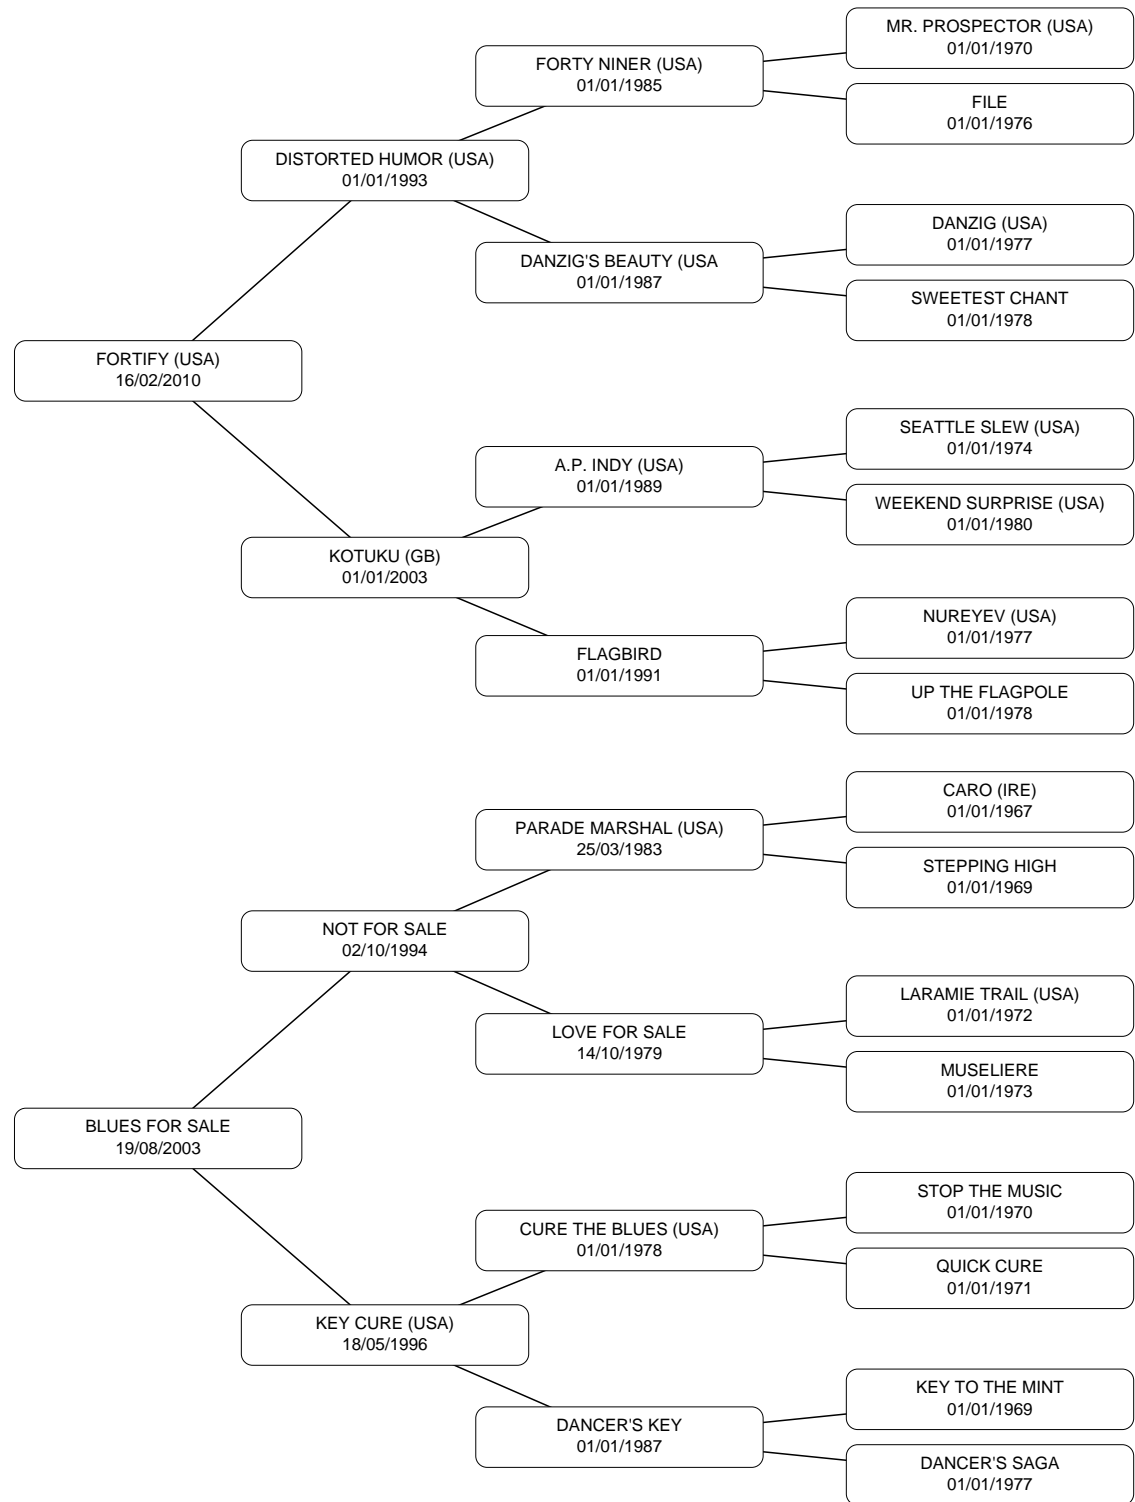 MR. PROSPECTOR (USA)
01/01/1970
FORTY NINER (USA)
01/01/1985
FILE
01/01/1976
DISTORTED HUMOR (USA)
01/01/1993
DANZIG (USA)
01/01/1977
DANZIG'S BEAUTY (USA
01/01/1987
SWEETEST CHANT
01/01/1978
FORTIFY (USA)
16/02/2010
SEATTLE SLEW (USA)
01/01/1974
A.P. INDY (USA)
01/01/1989
WEEKEND SURPRISE (USA)
01/01/1980
KOTUKU (GB)
01/01/2003
NUREYEV (USA)
01/01/1977
FLAGBIRD
01/01/1991
UP THE FLAGPOLE
01/01/1978
CARO (IRE)
01/01/1967
PARADE MARSHAL (USA)
25/03/1983
STEPPING HIGH
01/01/1969
NOT FOR SALE
02/10/1994
LARAMIE TRAIL (USA)
01/01/1972
LOVE FOR SALE
14/10/1979
MUSELIERE
01/01/1973
BLUES FOR SALE
19/08/2003
STOP THE MUSIC
01/01/1970
CURE THE BLUES (USA)
01/01/1978
QUICK CURE
01/01/1971
KEY CURE (USA)
18/05/1996
KEY TO THE MINT
01/01/1969
DANCER'S KEY
01/01/1987
DANCER'S SAGA
01/01/1977